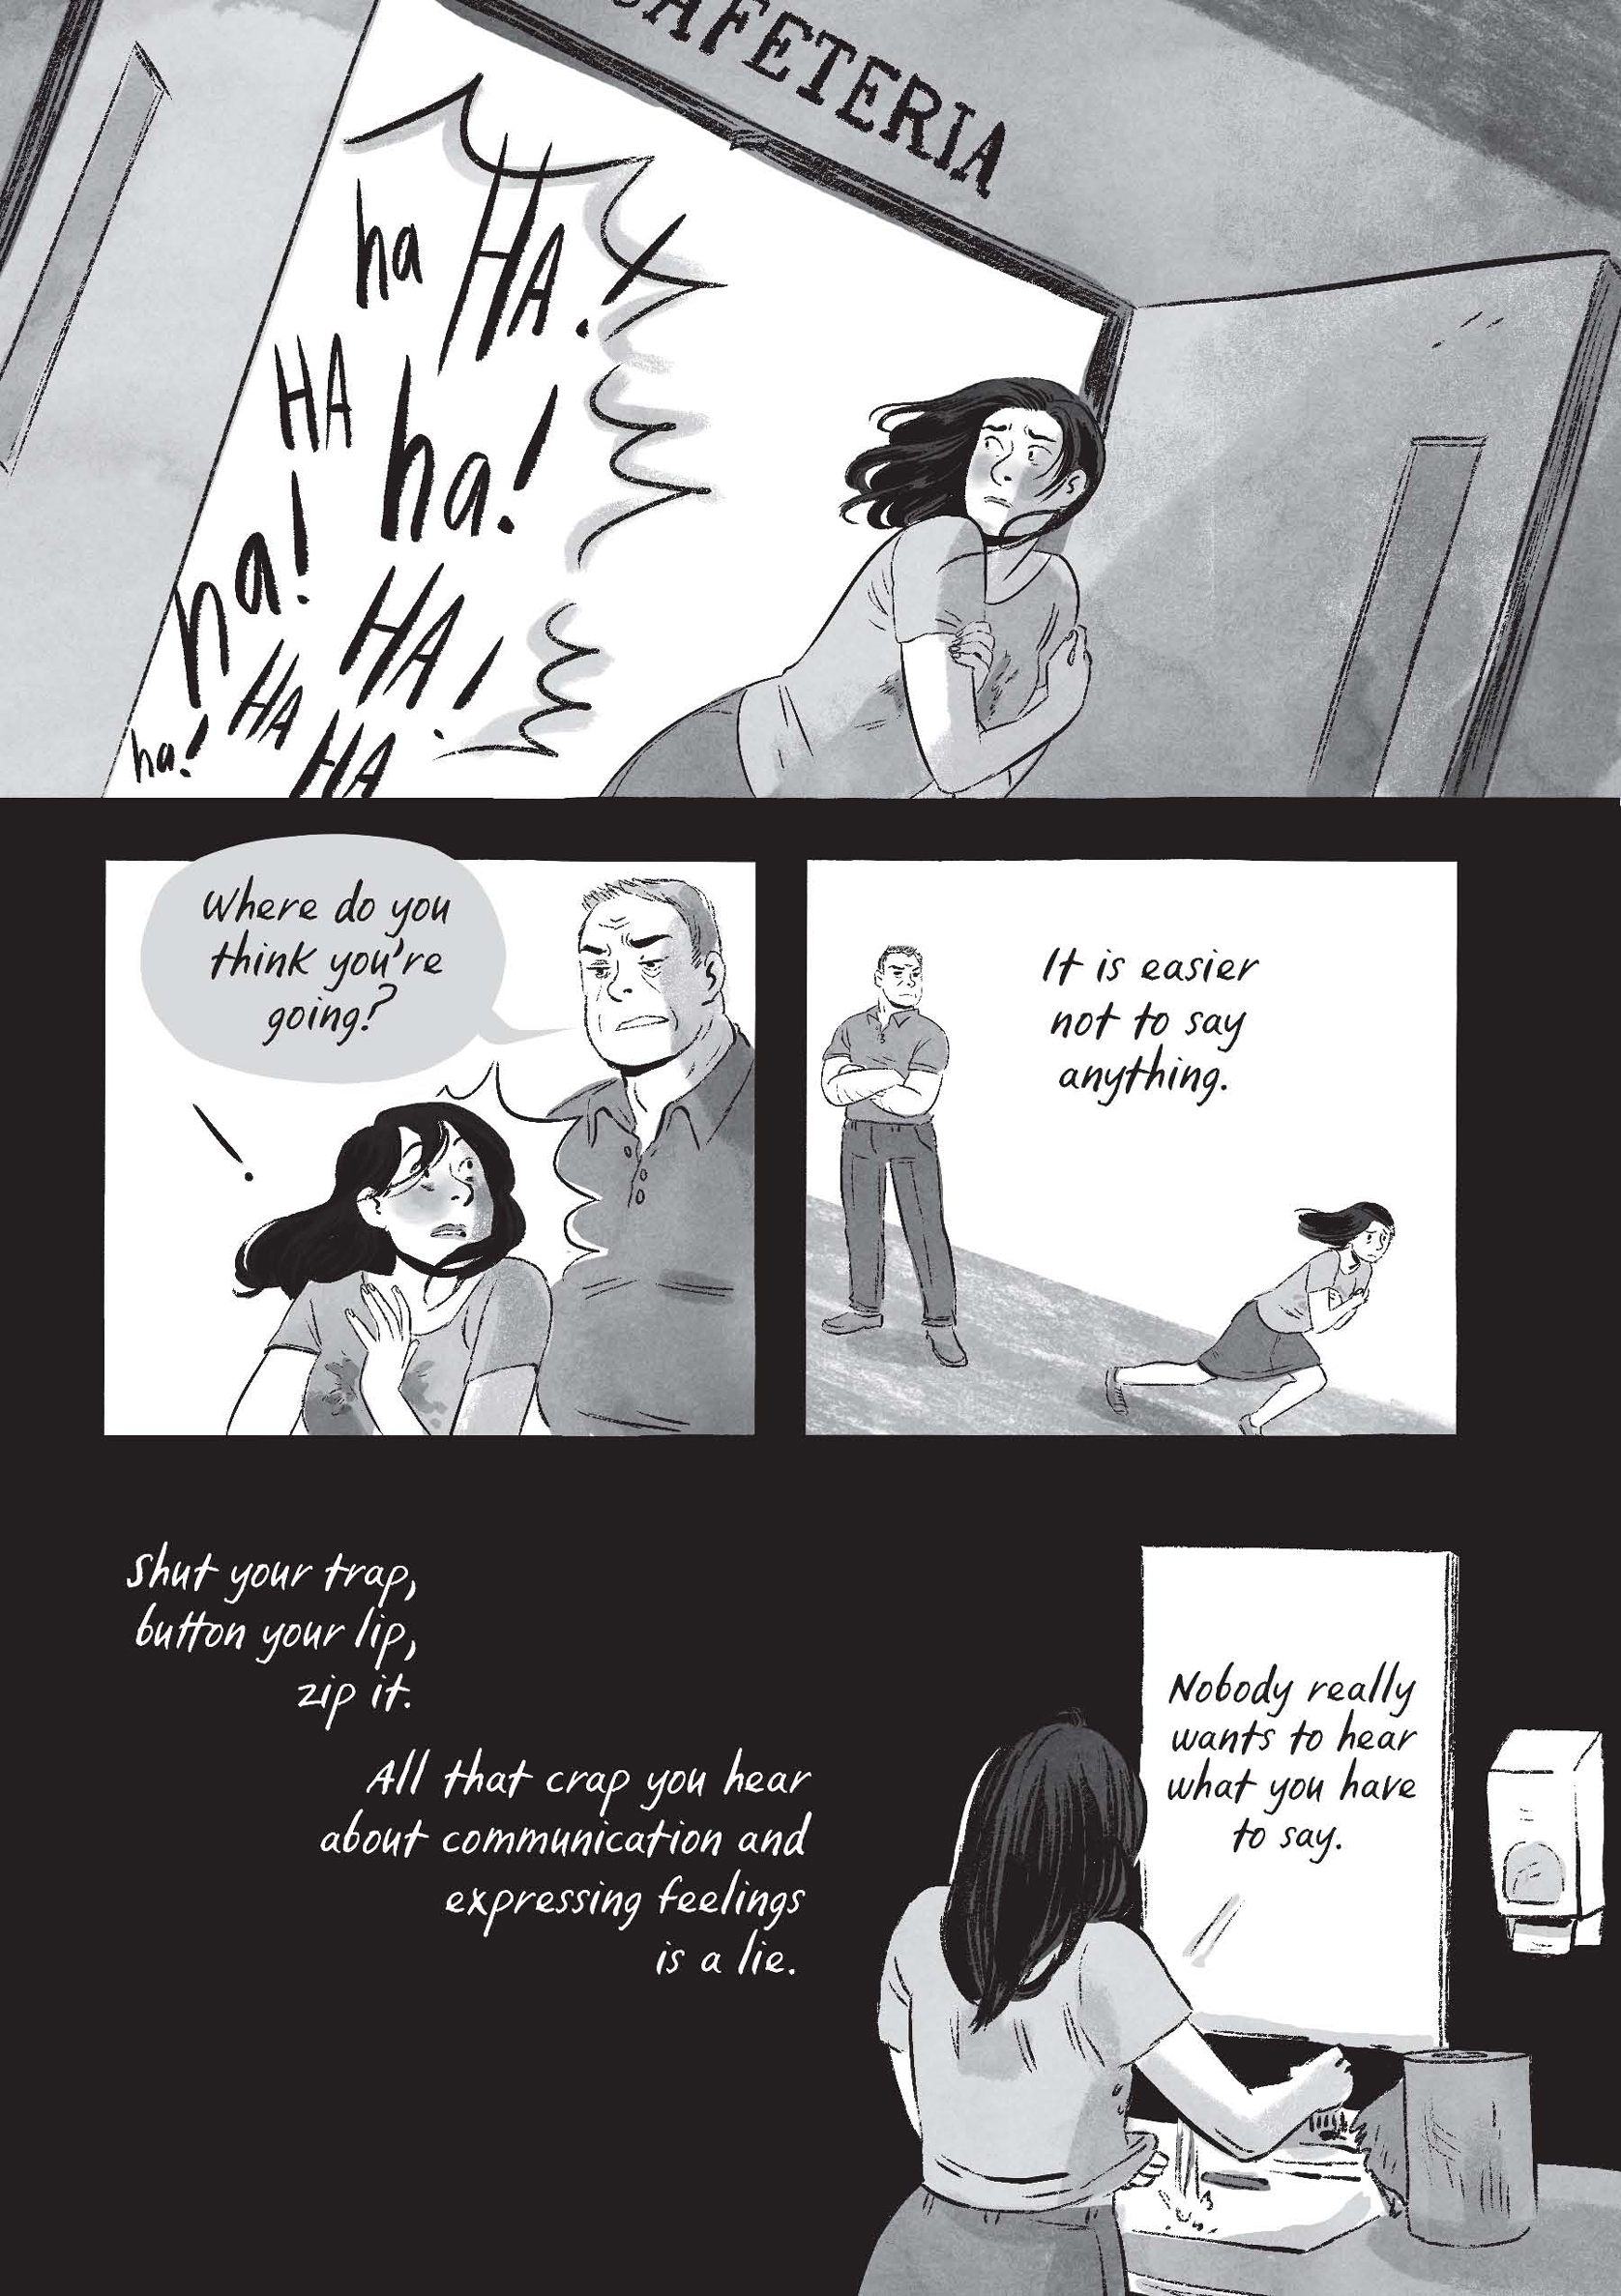 CAFETERIA
ha HA!
HA ha!
ha!
HA!
HA
ha! HA
Where do you
think you're
going?
!
It is easier
not to say
anything.
Shut your trap,
button your lip,
zip it.
All that crap you hear
about communication and
expressing feelings
is a lie.
Nobody really
wants to hear
what you have
to say.